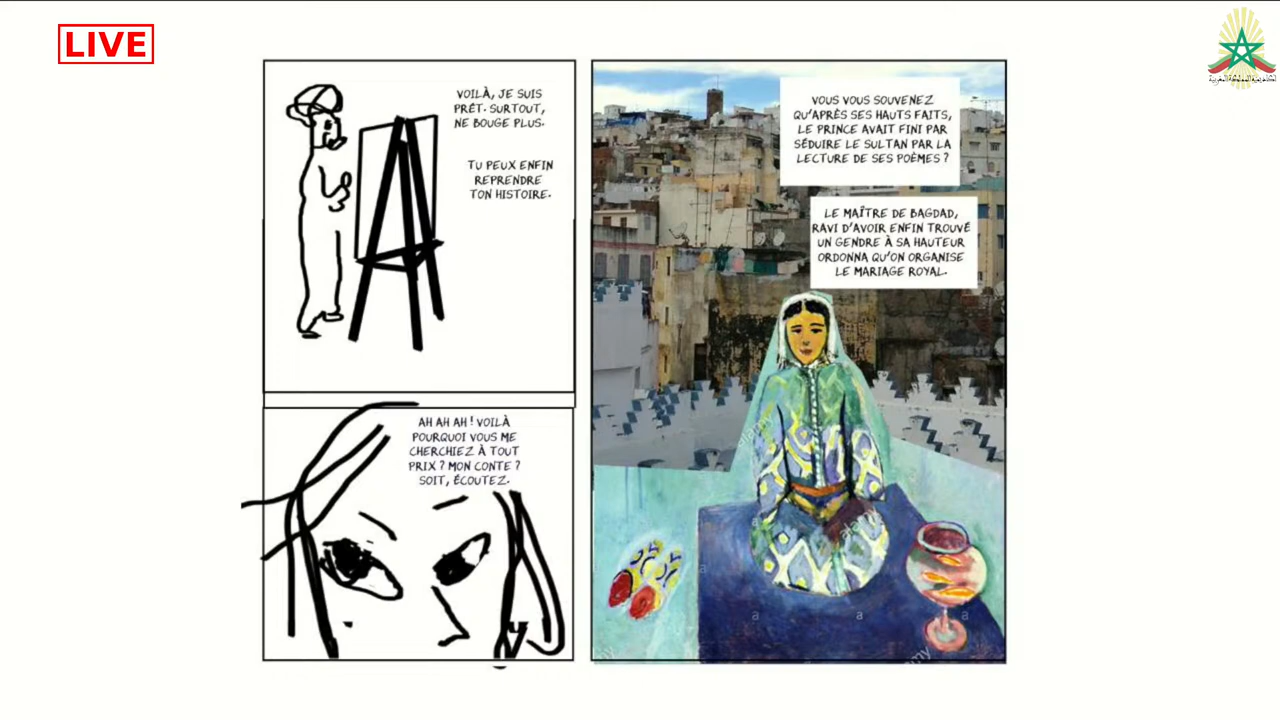 LIVE
VOILÀ, JE SUIS
PRÊT. SURTOUT,
NE BOUGE PLUS.
TU PEUX ENFIN
REPRENDRE
TON HISTOIRE.
AH AH AH ! VOILÀ
POURQUOI VOUS ME
CHERCHIEZ À TOUT
PRIX ? MON CONTE ?
SOIT, ÉCOUTEZ.
VOUS VOUS SOUVENEZ
QU'APRÈS SES HAUTS FAITS,
LE PRINCE AVAIT FINI PAR
SÉDUIRE LE SULTAN PAR LA
LECTURE DE SES POÈMES ?
LE MAÎTRE DE BAGDAD,
RAVI D'AVOIR ENFIN TROUVÉ
UN GENDRE À SA HAUTEUR
ORDONNA QU'ON ORGANISE
LE MARIAGE ROYAL.
alamy
alamy
a
a
a
a
a
alamy